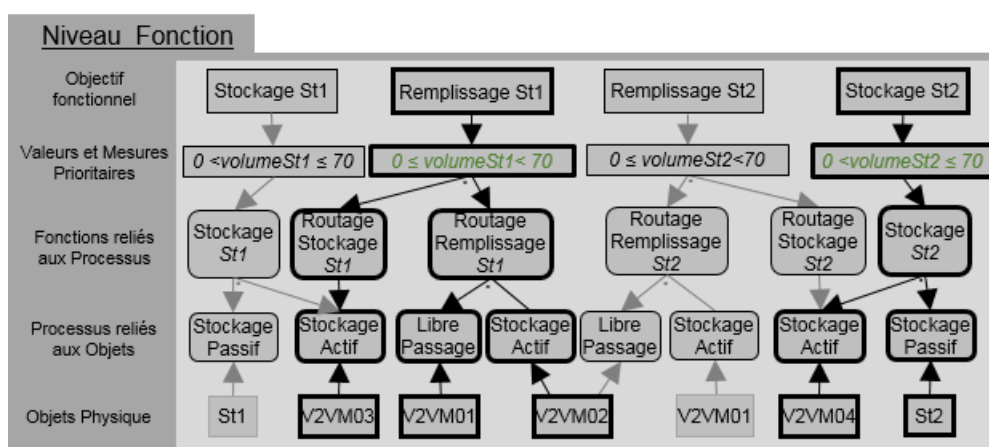 Niveau Fonction
Objectif
fonctionnel
Stockage St1
Remplissage St1
Remplissage St2
Stockage St2
Valeurs et Mesures
Prioritaires
0 <volumeSt1 ≤ 70
0 ≤ volumeSt1< 70
0 ≤ volumeSt2<70
0 <volumeSt2 ≤ 70
Fonctions reliés
aux Processus
Stockage
St1
Routage
Stockage
St1
Routage
Remplissage
St1
Routage
Remplissage
St2
Routage
Stockage
St2
Stockage
St2
Processus reliés
aux Objets
Stockage
Passif
Stockage
Actif
Libre
Passage
Stockage
Actif
Libre
Passage
Stockage
Actif
Stockage
Actif
Stockage
Passif
Objets Physique
St1
V2VM03
V2VM01
V2VM02
V2VM01
V2VM04
St2